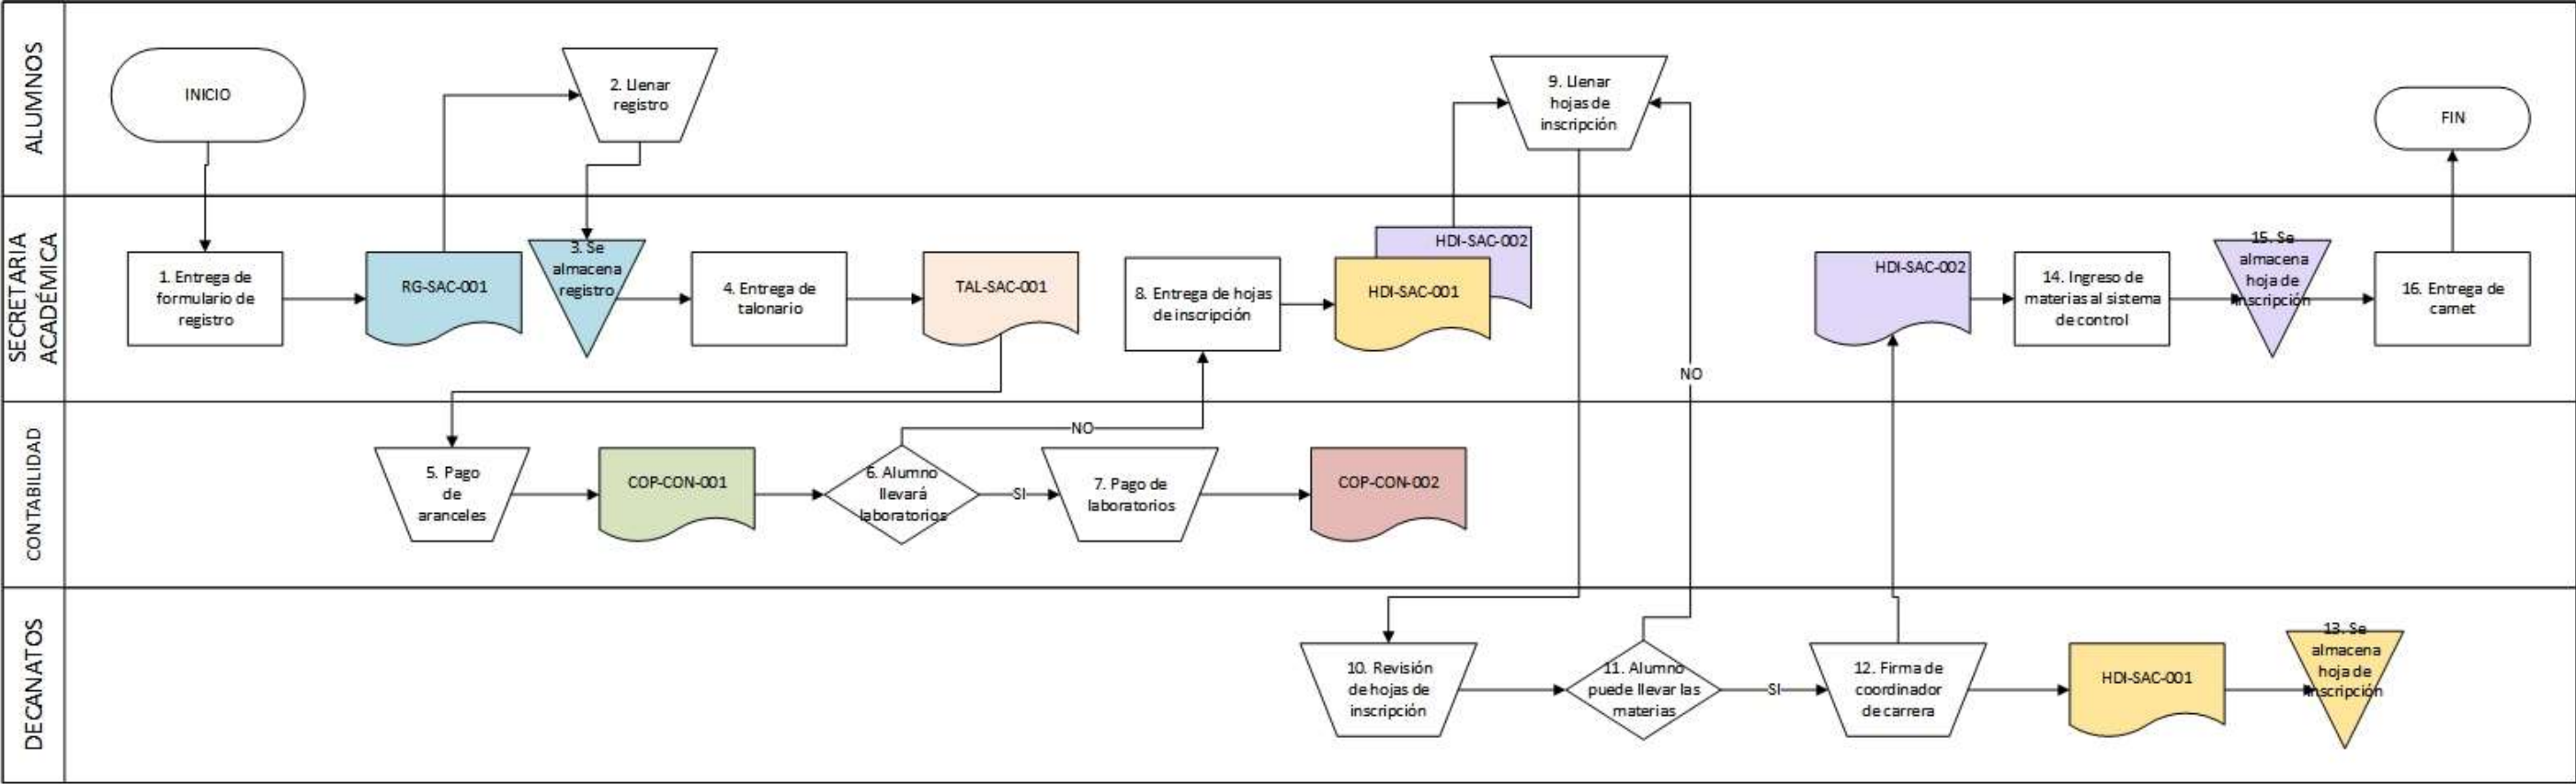 ALUMNOS
INICIO
2. Llenar
registro
9. Llenar
hojas de
inscripción
FIN
SECRETARIA
ACADÉMICA
1. Entrega de
formulario de
registro
RG-SAC-001
3. Se
almacena
registro
4. Entrega de
talonario
TAL-SAC-001
8. Entrega de hojas
de inscripción
HDI-SAC-002
HDI-SAC-001
NO
HDI-SAC-002
14. Ingreso de
materias al sistema
de control
15. Se
almacena
hoja de
inscripción
16. Entrega de
carnet
CONTABILIDAD
5. Pago
de
aranceles
COP-CON-001
NO
6. Alumno
llevará
laboratorios
SI
7. Pago de
laboratorios
COP-CON-002
DECANATOS
10. Revisión
de hojas de
inscripción
11. Alumno
puede llevar las
materias
SI
12. Firma de
coordinador
de carrera
HDI-SAC-001
13. Se
almacena
hoja de
inscripción